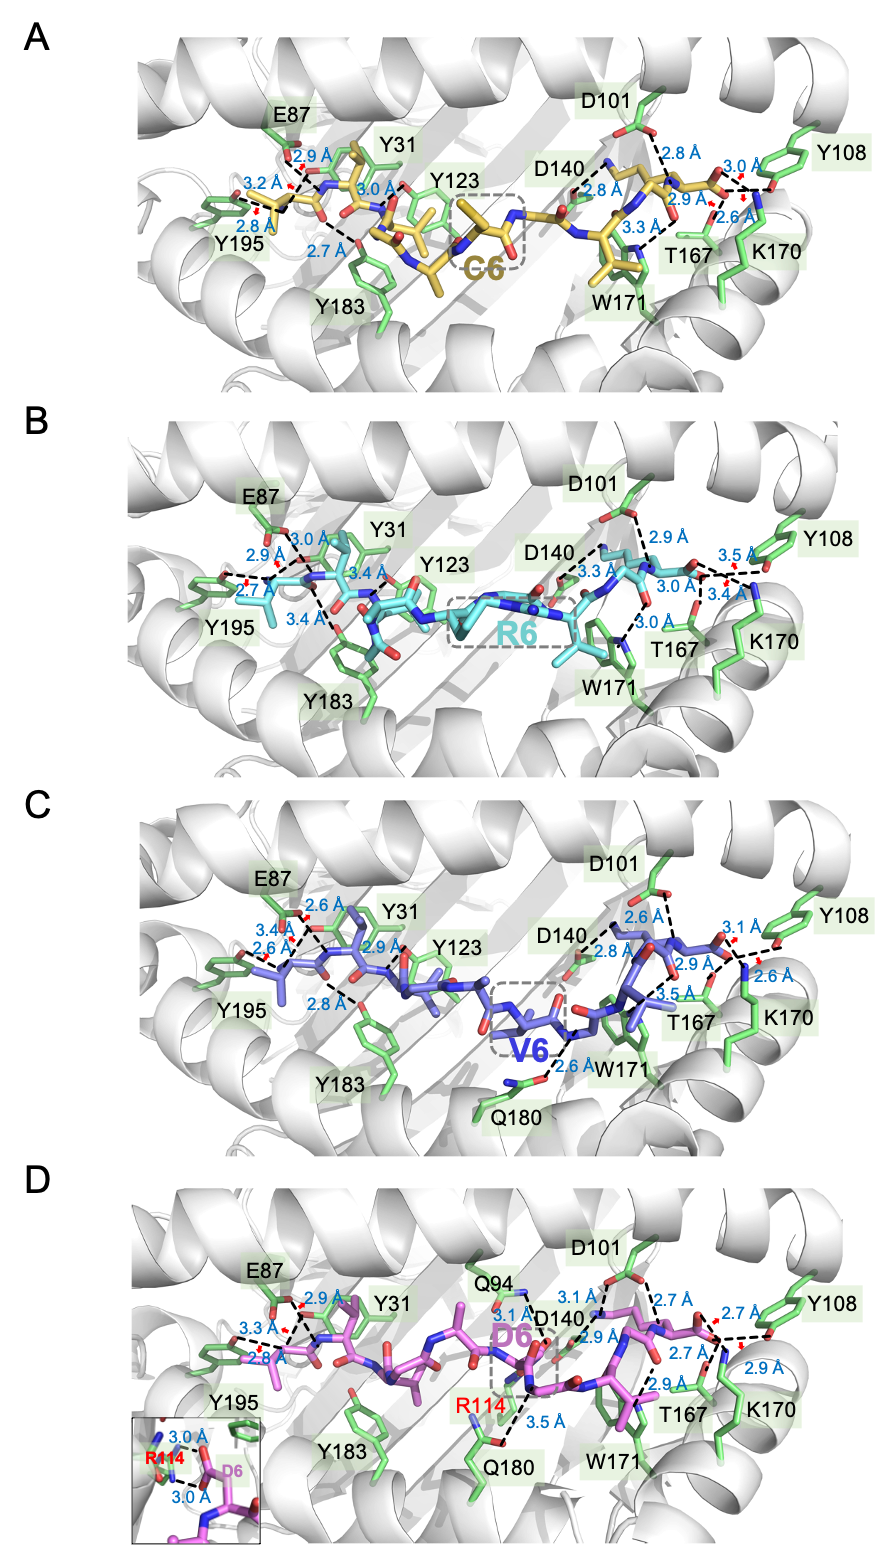 A
D101
E87
Y108
2.9 Å
Y31
2.8 Å
3.0 Å
3.2 Å
3.0 Å
Y123
D140
2.8 Å
2.9 Å
2.6 Å
2.8 Å
Y195
2.7 Å
3.3 Å
T167
K170
C6
Y183
W171
B
D101
E87
Y31
Y108
3.0 Å
2.9 Å
2.9 Å
3.5 Å
D140
Y123
3.4 Å
3.3 Å
3.0 Å
3.4 Å
2.7 Å
3.4 Å
3.0 Å
Y195
R6
T167
K170
W171
Y183
C
D101
E87
2.6 Å
Y31
Y108
3.4 Å
2.6 Å
3.1 Å
2.6 Å
2.9 Å
Y123
D140
2.8 Å
2.9 Å
2.6 Å
3.5 Å
Y195
2.8 Å
T167
K170
V6
2.6 Å
W171
Y183
Q180
D
D101
E87
Q94
2.9 Å
Y31
3.1 Å
2.7 Å
Y108
3.1 Å
D140
2.7 Å
3.3 Å
D6
2.9 Å
2.7 Å
2.9 Å
2.8 Å
2.9 Å
Y195
R114
3.5 Å
T167
K170
3.0 Å
R114
D6
3.0 Å
Y183
Q180
W171